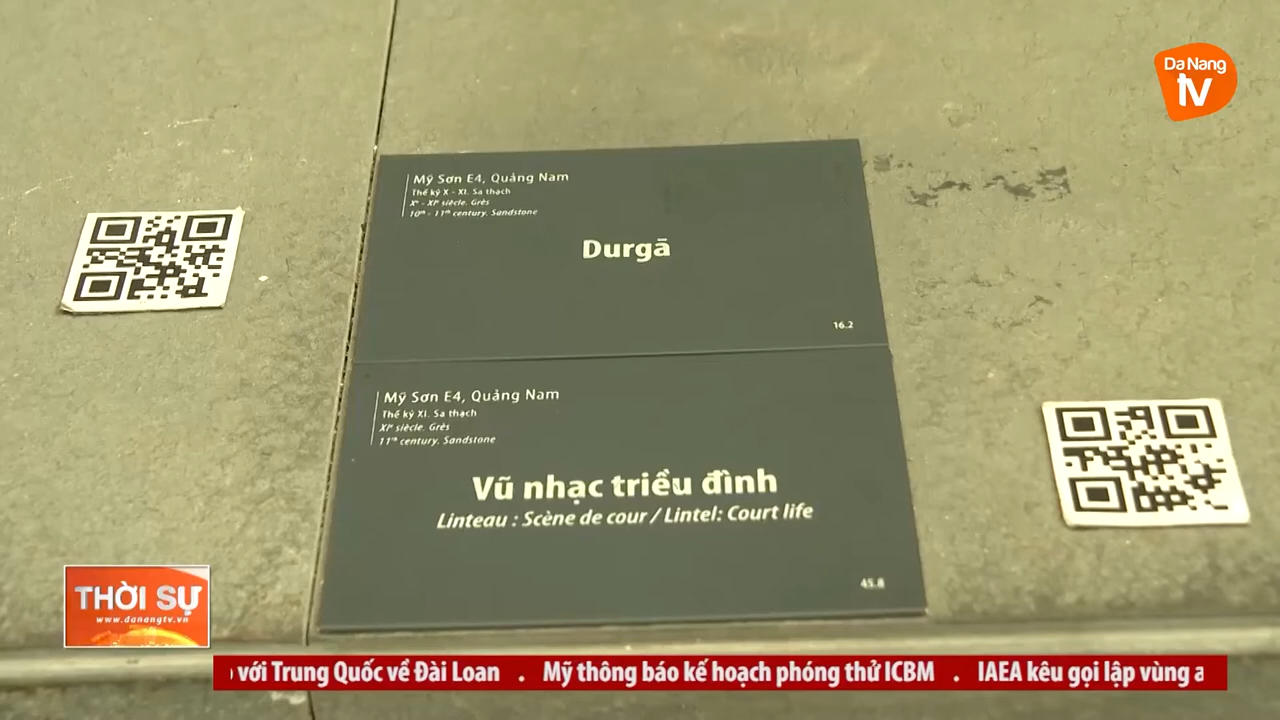 Da Nang
tv
Mỹ Sơn E4, Quảng Nam
Thế kỷ X - XI. Sa thạch
Xᵉ - XIᵉ siècle. Grès
10ᵗʰ - 11ᵗʰ century. Sandstone
Durgā
16.2
Mỹ Sơn E4, Quảng Nam
Thế kỷ XI. Sa thạch
XIᵉ siècle. Grès
11ᵗʰ century. Sandstone
Vũ nhạc triều đình
Linteau : Scène de cour / Lintel: Court life
45.8
THỜI SỰ
www.danangtv.vn
với Trung Quốc về Đài Loan . Mỹ thông báo kế hoạch phóng thử ICBM . IAEA kêu gọi lập vùng a